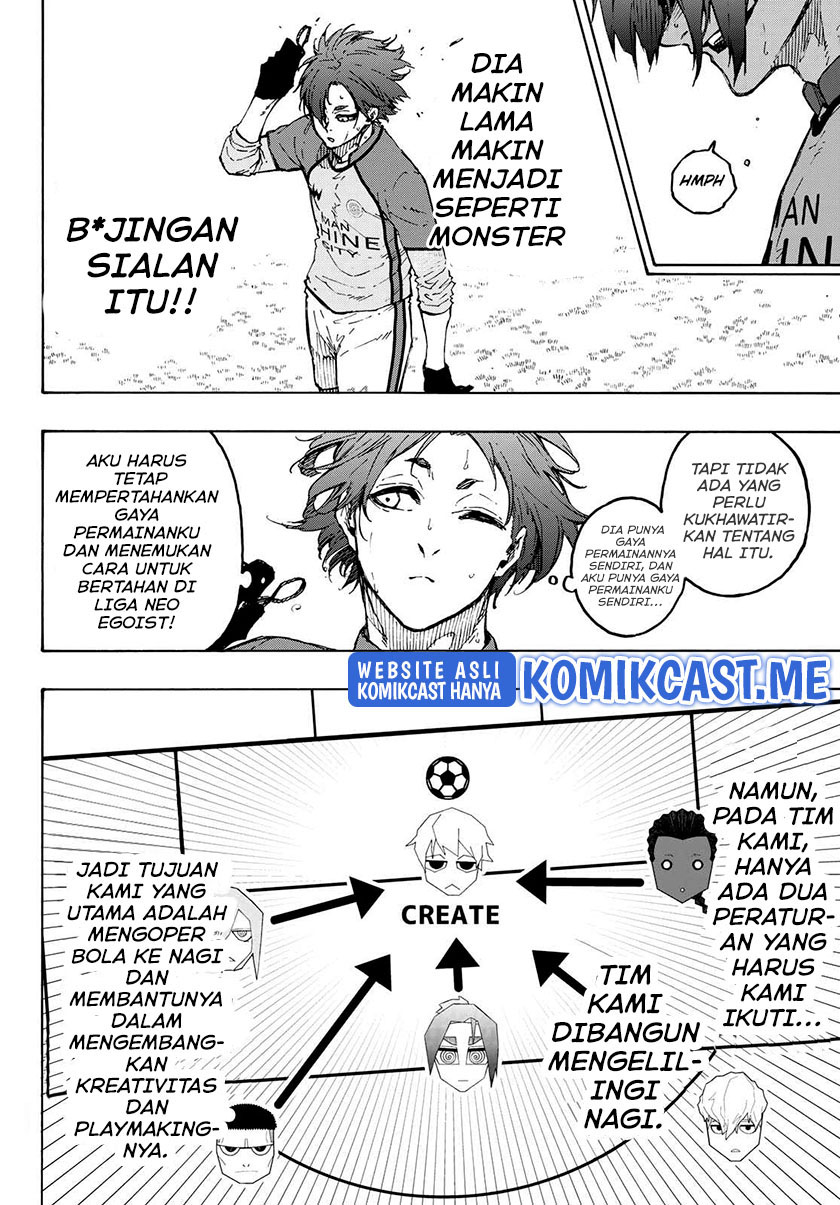 HMPH
MAN
DIA
MAKIN
LAMA
MAKIN
MENJADI
SEPERTI
MONSTER
MAN
SHINE
CITY
B*JINGAN
SIALAN
ITU!!
TAPI TIDAK
ADA YANG
PERLU
KUKHAWATIR-
KAN TENTANG
HAL ITU.
DIA PUNYA
GAYA
PERMAINANNYA
SENDIRI, DAN
AKU PUNYA GAYA
PERMAINANKU
SENDIRI...
AKU HARUS
TETAP
MEMPERTAHANKAN
GAYA
PERMAINANKU
DAN MENEMUKAN
CARA UNTUK
BERTAHAN DI
LIGA NEO
EGOIST!
WEBSITE ASLI
KOMIKCAST HANYA
KOMIKCAST.ME
NAMUN,
PADA TIM
KAMI,
HANYA
ADA DUA
PERATUR-
AN YANG
HARUS
KAMI
IKUTI...
CREATE
TIM
KAMI
DIBANGUN
MENGELIL-
INGI
NAGI.
JADI TUJUAN
KAMI YANG
UTAMA ADALAH
MENGOPER
BOLA KE NAGI
DAN
MEMBANTUNYA
DALAM
MENGEMBANG-
KAN
KREATIVITAS
DAN
PLAYMAKING-
NYA.